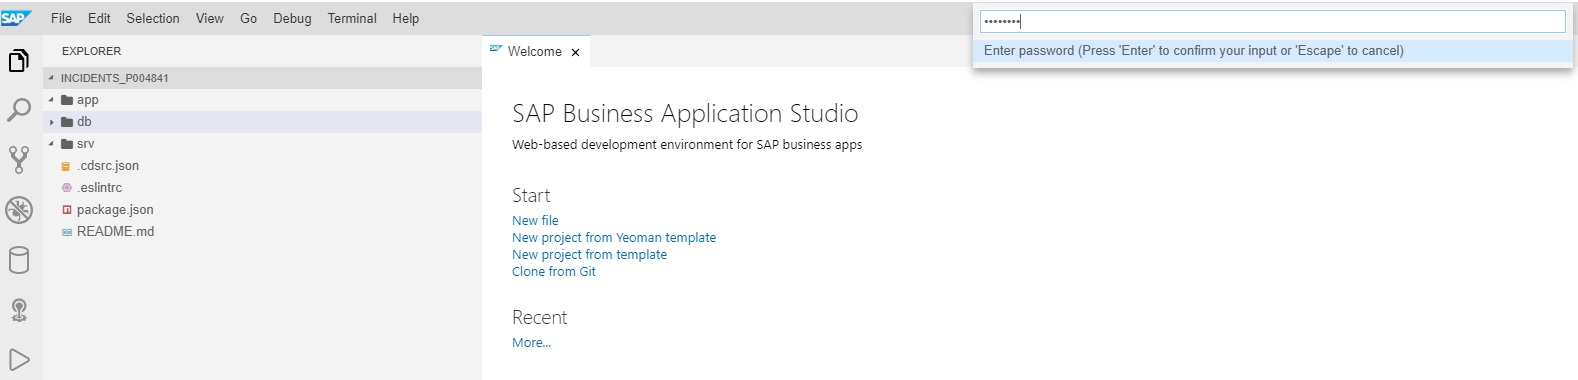 SAP File Edit Selection View Go Debug Terminal Help
••••••••
Enter password (Press 'Enter' to confirm your input or 'Escape' to cancel)
EXPLORER
INCIDENTS_P004841
app
db
srv
.cdsrc.json
.eslintrc
package.json
README.md
Welcome
SAP Business Application Studio
Web-based development environment for SAP business apps
Start
New file
New project from Yeoman template
New project from template
Clone from Git
Recent
More...